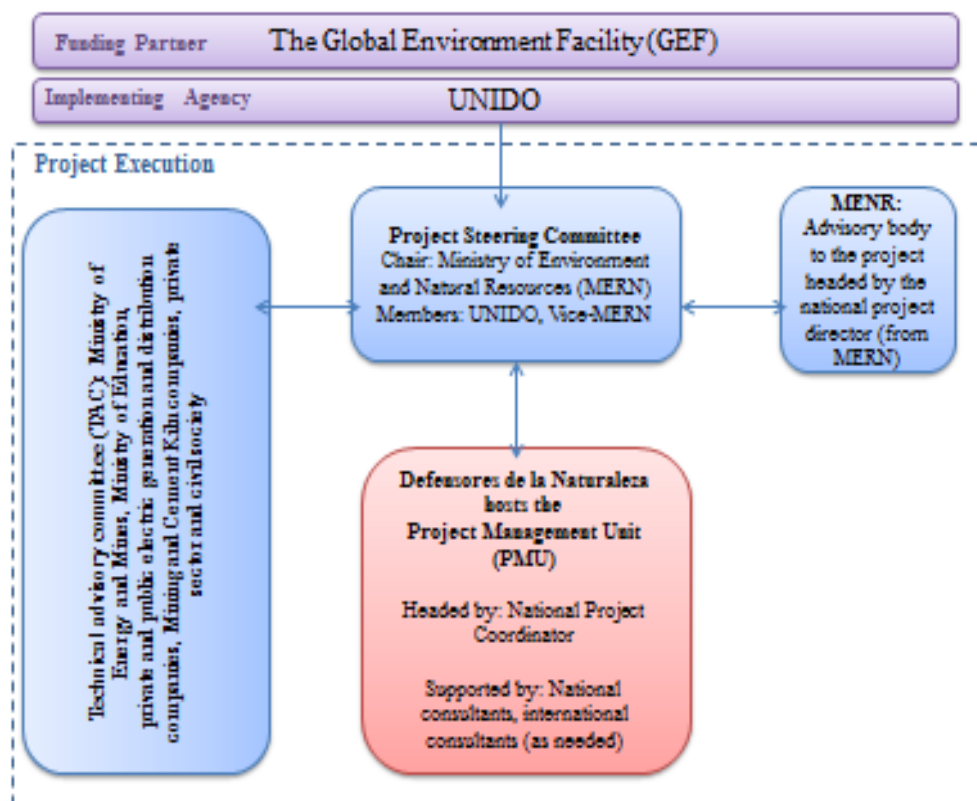 Funding Partner The Global Environment Facility (GEF)
Implementing Agency UNIDO
Project Execution
Technical advisory committee (TAC): Ministry of
Energy and Mines, Ministry of Education,
private and public electric generation and distribution
companies, Mining and Cement Kiln companies, private
sector and civil society
Project Steering Committee
Chair: Ministry of Environment
and Natural Resources (MERN)
Members: UNIDO, Vice-MERN
MENR:
Advisory body
to the project
headed by the
national project
director (from
MERN)
Defensores de la Naturaleza
hosts the
Project Management Unit
(PMU)
Headed by: National Project
Coordinator
Supported by: National
consultants, international
consultants (as needed)